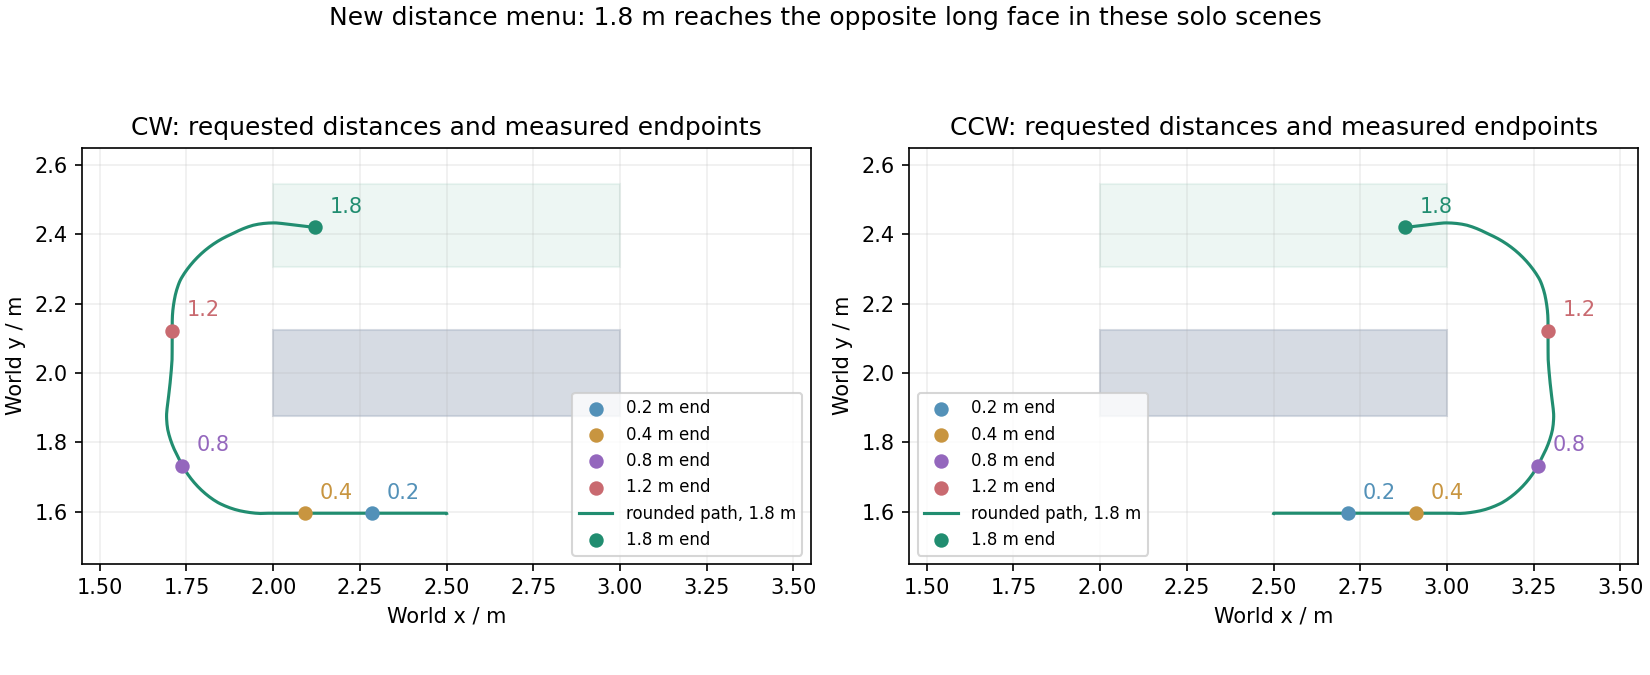 New distance menu: 1.8 m reaches the opposite long face in these solo scenes
CW: requested distances and measured endpoints
World y / m
2.6
2.4
2.2
2.0
1.8
1.6
1.8
1.2
0.8
0.4
0.2
0.2 m end
0.4 m end
0.8 m end
1.2 m end
rounded path, 1.8 m
1.8 m end
1.50
1.75
2.00
2.25
2.50
2.75
3.00
3.25
3.50
World x / m
CCW: requested distances and measured endpoints
World y / m
2.6
2.4
2.2
2.0
1.8
1.6
1.8
1.2
0.8
0.2
0.4
0.2 m end
0.4 m end
0.8 m end
1.2 m end
rounded path, 1.8 m
1.8 m end
1.50
1.75
2.00
2.25
2.50
2.75
3.00
3.25
3.50
World x / m